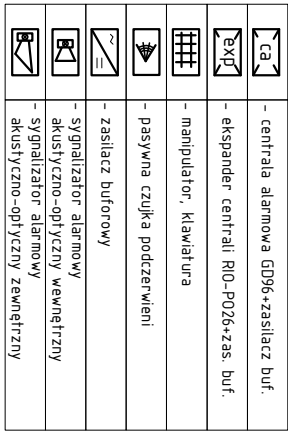 ca - centrala alarmowa GD96+zasilacz buf.
exp - ekspander centrali RIO-PO26+zas. buf.
- manipulator, klawiatura
- pasywna czujka podczerwieni
- zasilacz buforowy
- sygnalizator alarmowy
akustyczno-optyczny wewnętrzny
- sygnalizator alarmowy
akustyczno-optyczny zewnętrzny